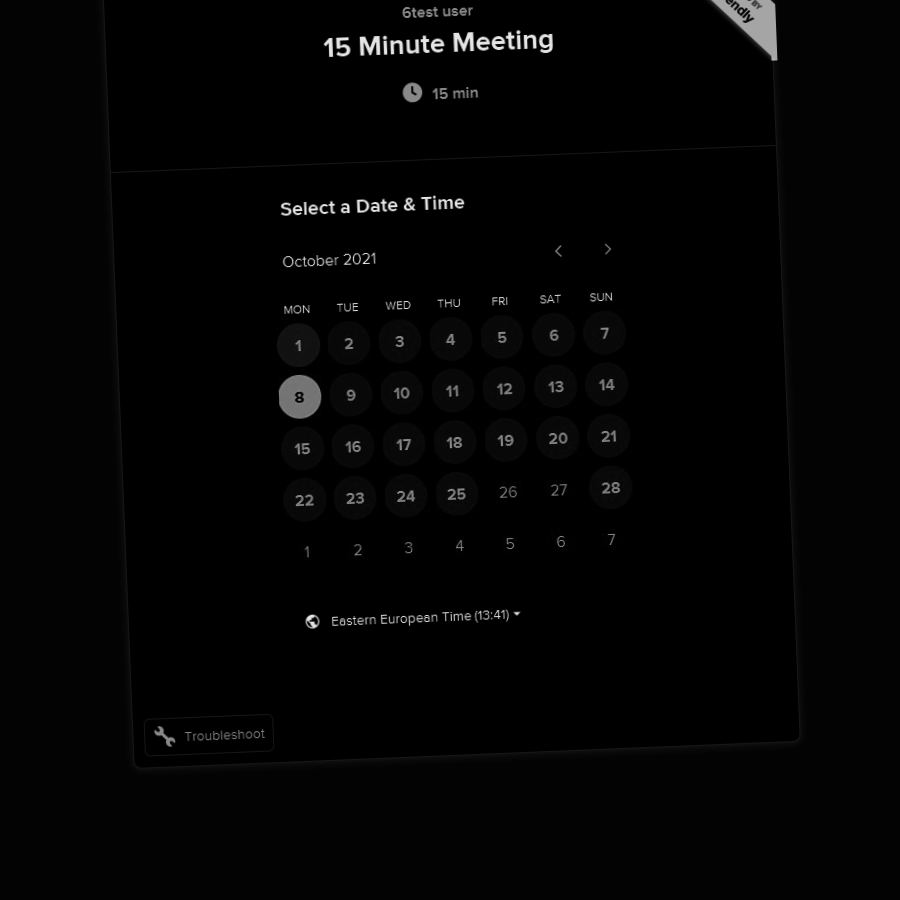 6test user
15 Minute Meeting
15 min
Select a Date & Time
October 2021
MON TUE WED THU FRI SAT SUN
1 2 3 4 5 6 7
8 9 10 11 12 13 14
15 16 17 18 19 20 21
22 23 24 25 26 27 28
1 2 3 4 5 6 7
Eastern European Time (13:41)
Troubleshoot